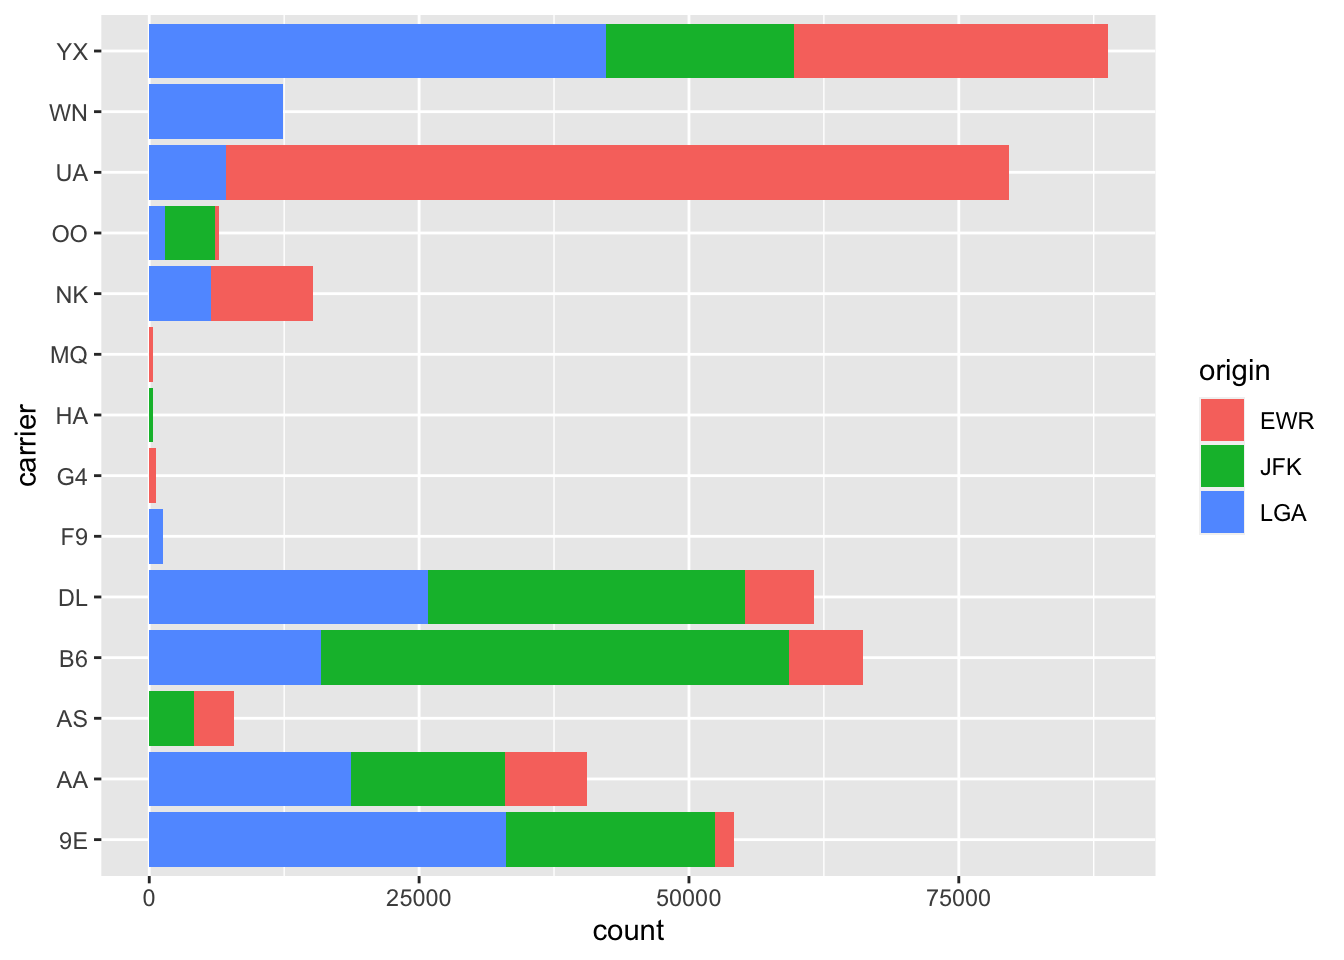 YX
WN
UA
OO
NK
MQ
HA
G4
F9
DL
B6
AS
AA
9E
carrier
0 25000 50000 75000
count
origin
EWR
JFK
LGA